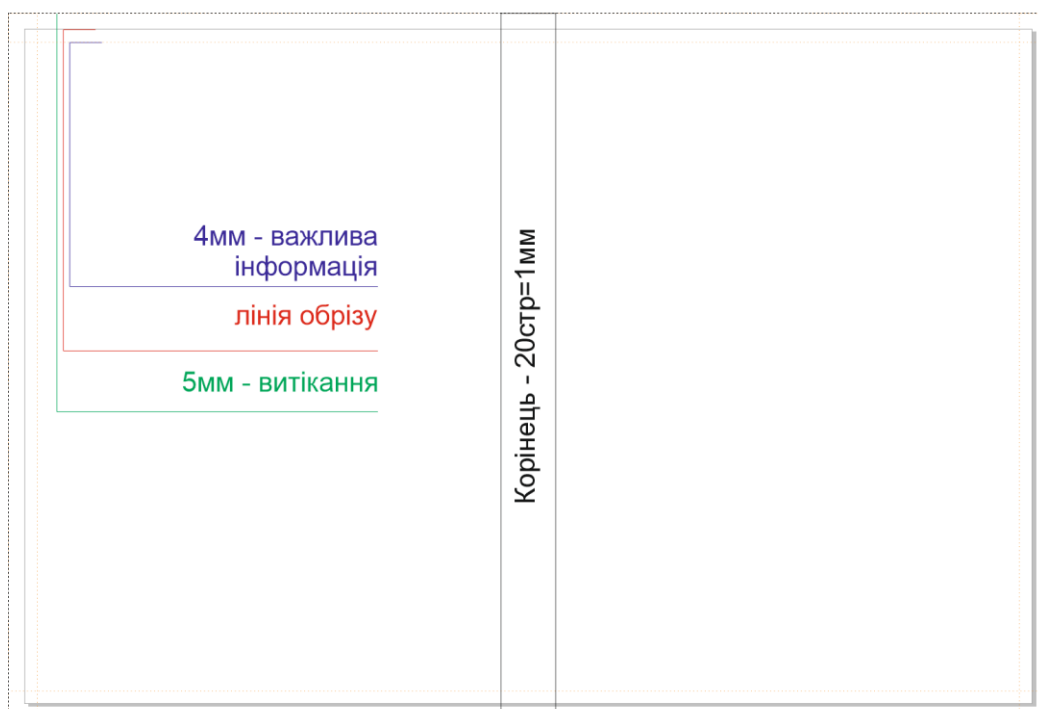 4мм - важлива
інформація
лінія обрізу
5мм - витікання
Корінець - 20стр=1мм